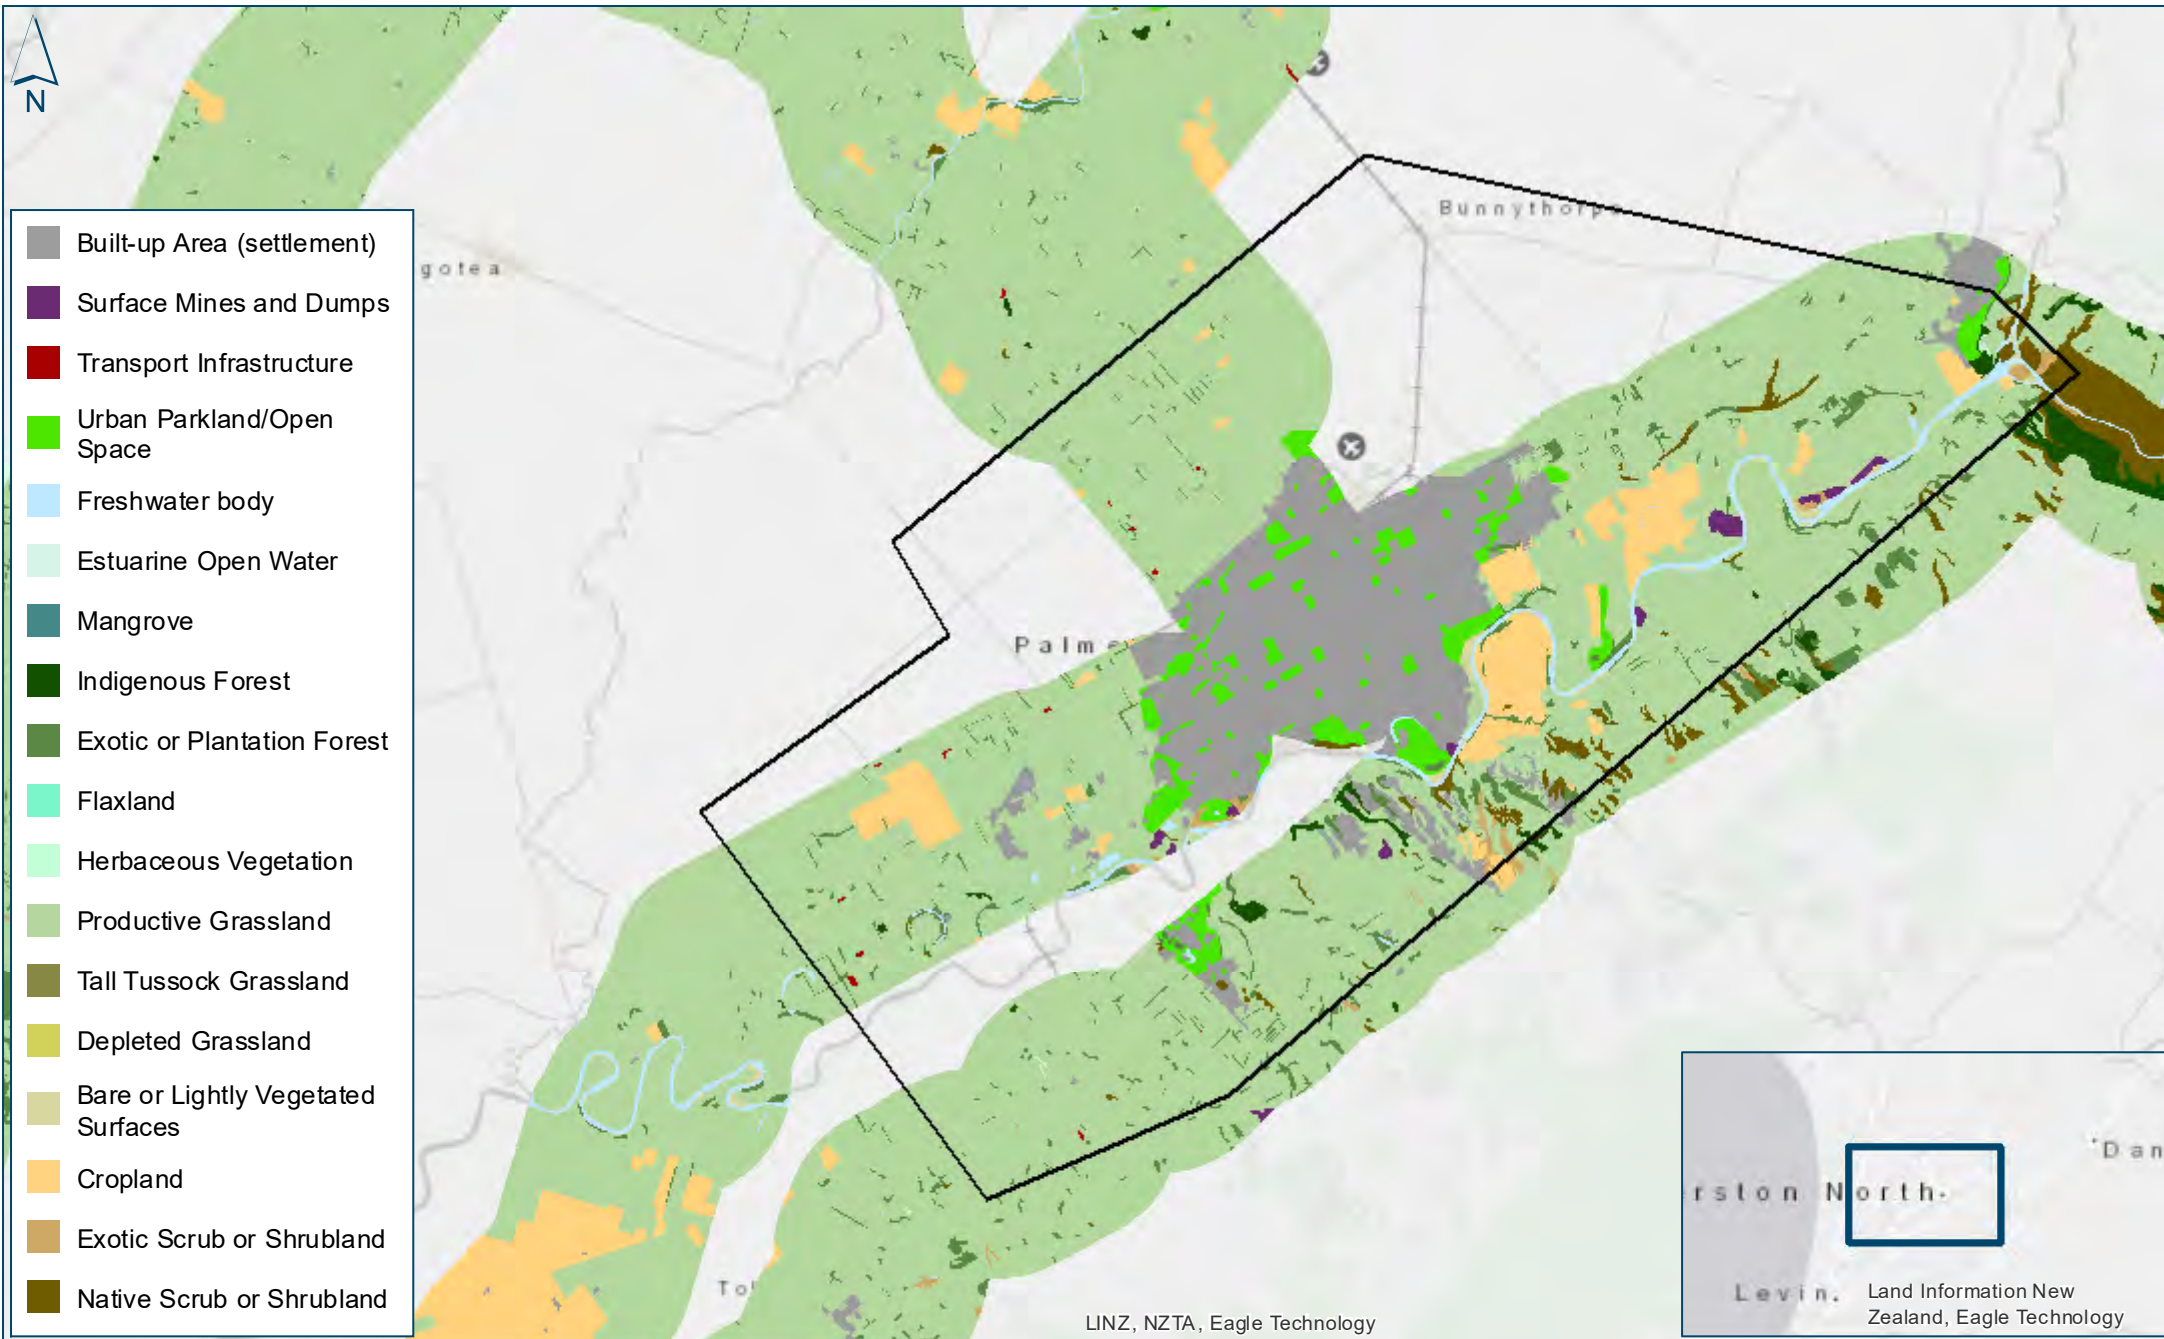 N
Bunnythorpe
gotea
Built-up Area (settlement)
Surface Mines and Dumps
Transport Infrastructure
Urban Parkland/Open
Space
Freshwater body
Estuarine Open Water
Mangrove
Indigenous Forest
Exotic or Plantation Forest
Flaxland
Herbaceous Vegetation
Productive Grassland
Tall Tussock Grassland
Depleted Grassland
Bare or Lightly Vegetated
Surfaces
Cropland
Exotic Scrub or Shrubland
Native Scrub or Shrubland
Palme
To
LINZ, NZTA, Eagle Technology
Dan
rston North
Levin
Land Information New
Zealand, Eagle Technology